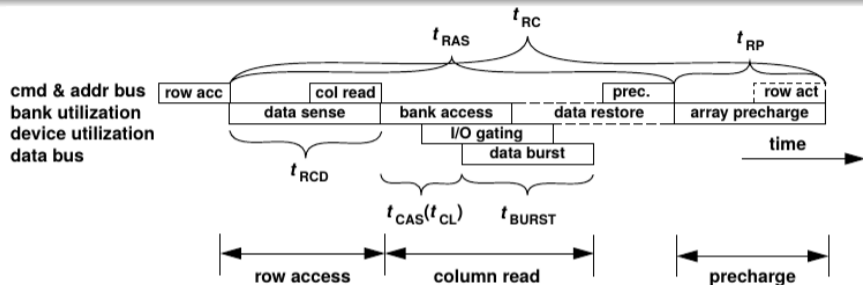 tRC
tRAS
tRP
cmd & addr bus row acc col read prec. row act
bank utilization data sense bank access data restore array precharge
device utilization I/O gating
data bus data burst
time
tRCD
tCAS(tCL) tBURST
row access column read precharge